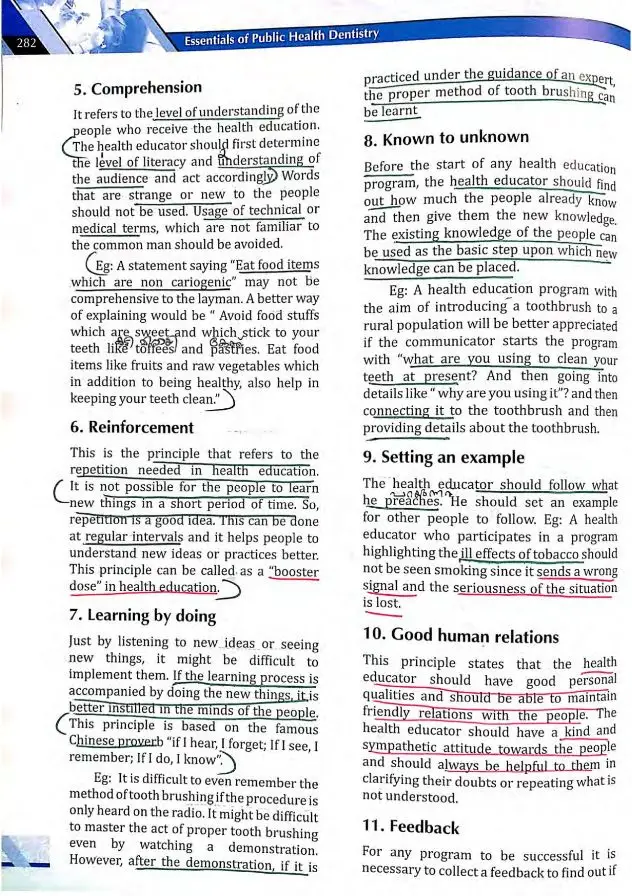 282
Essentials of Public Health Dentistry
5. Comprehension
It refers to the level of understanding of the
people who receive the health education.
The health educator should first determine
the level of literacy and understanding of
the audience and act accordingly. Words
that are strange or new to the people
should not be used. Usage of technical or
medical terms, which are not familiar to
the common man should be avoided.
Eg: A statement saying “Eat food items
which are non cariogenic” may not be
comprehensive to the layman. A better way
of explaining would be “ Avoid food stuffs
which are sweet and which stick to your
teeth like toffees and pastries. Eat food
items like fruits and raw vegetables which
in addition to being healthy, also help in
keeping your teeth clean.”
6. Reinforcement
This is the principle that refers to the
repetition needed in health education.
It is not possible for the people to learn
new things in a short period of time. So,
repetition is a good idea. This can be done
at regular intervals and it helps people to
understand new ideas or practices better.
This principle can be called as a “booster
dose” in health education.
7. Learning by doing
Just by listening to new ideas or seeing
new things, it might be difficult to
implement them. If the learning process is
accompanied by doing the new things, it is
better instilled in the minds of the people.
This principle is based on the famous
Chinese proverb “if I hear, I forget; If I see, I
remember; If I do, I know”.
Eg: It is difficult to even remember the
method of tooth brushing if the procedure is
only heard on the radio. It might be difficult
to master the act of proper tooth brushing
even by watching a demonstration.
However, after the demonstration, if it is
practiced under the guidance of an expert,
the proper method of tooth brushing can
be learnt
8. Known to unknown
Before the start of any health education
program, the health educator should find
out how much the people already know
and then give them the new knowledge.
The existing knowledge of the people can
be used as the basic step upon which new
knowledge can be placed.
Eg: A health education program with
the aim of introducing a toothbrush to a
rural population will be better appreciated
if the communicator starts the program
with “what are you using to clean your
teeth at present? And then going into
details like “ why are you using it”? and then
connecting it to the toothbrush and then
providing details about the toothbrush.
9. Setting an example
The health educator should follow what
he preaches. He should set an example
for other people to follow. Eg: A health
educator who participates in a program
highlighting the ill effects of tobacco should
not be seen smoking since it sends a wrong
signal and the seriousness of the situation
is lost.
10. Good human relations
This principle states that the health
educator should have good personal
qualities and should be able to maintain
friendly relations with the people. The
health educator should have a kind and
sympathetic attitude towards the people
and should always be helpful to them in
clarifying their doubts or repeating what is
not understood.
11. Feedback
For any program to be successful it is
necessary to collect a feedback to find out if